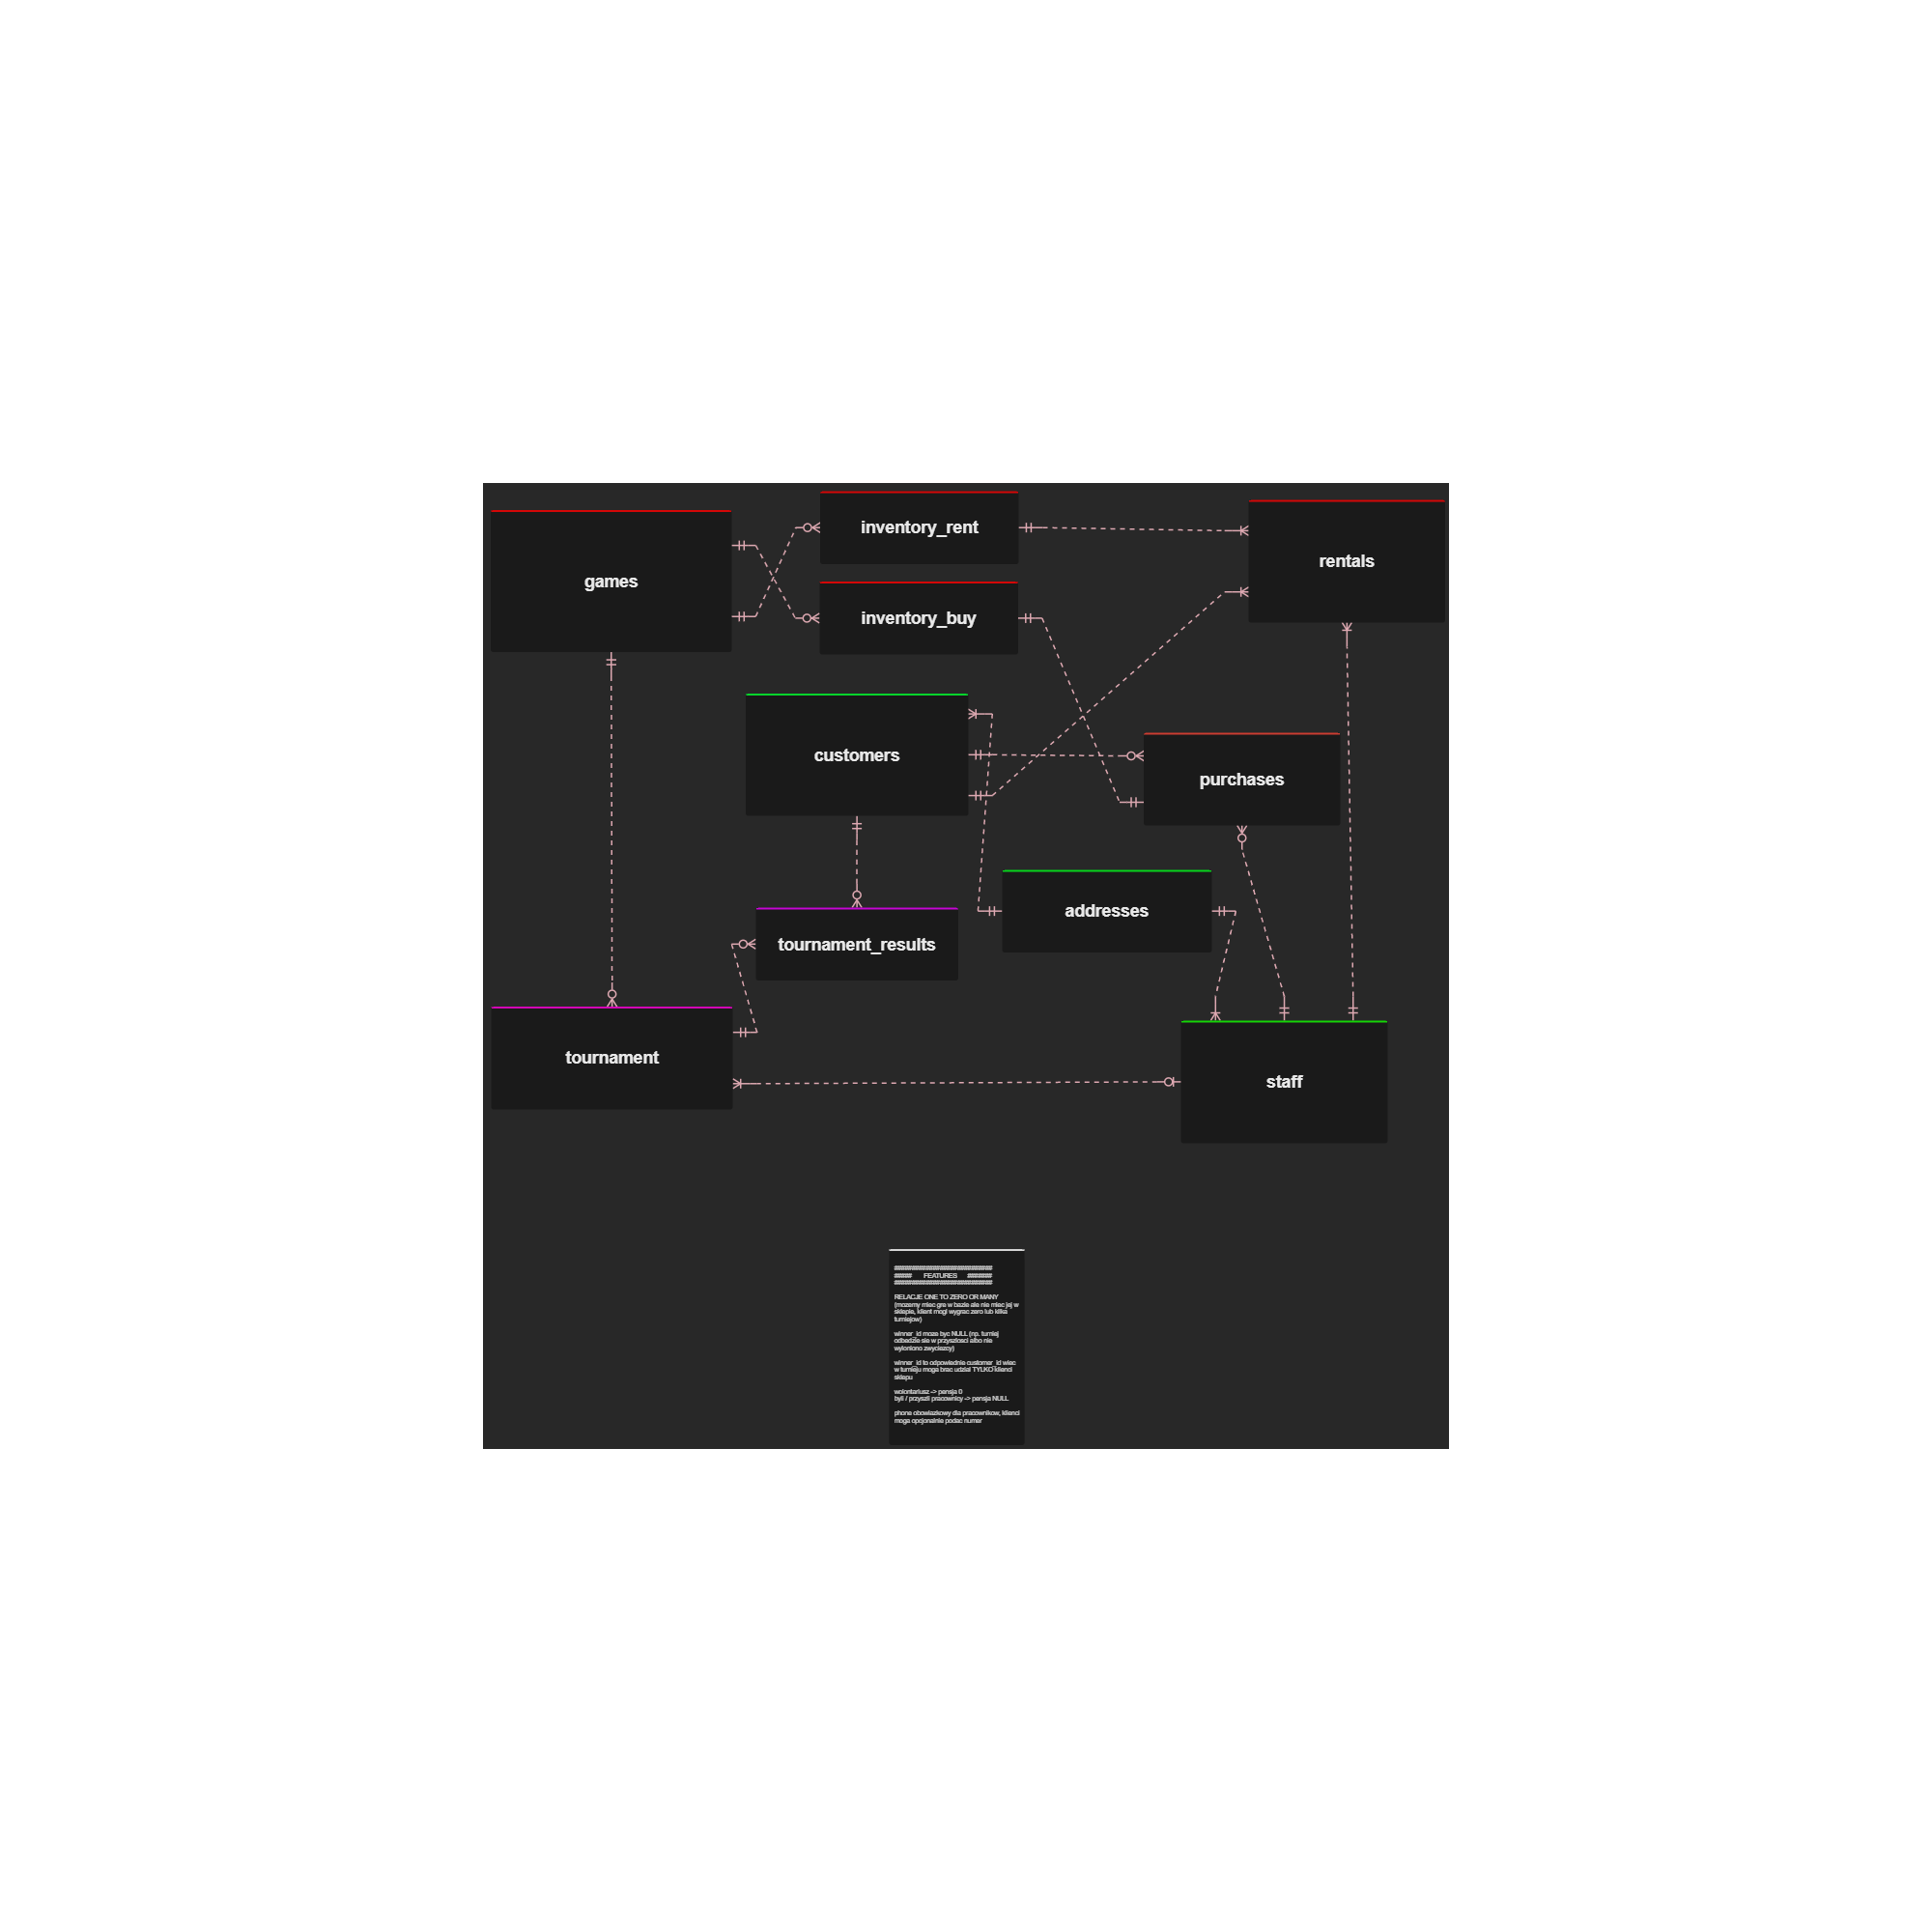 inventory_rent
games
rentals
inventory_buy
customers
purchases
addresses
tournament_results
tournament
staff
############################
##### FEATURES #######
############################
RELACJE ONE TO ZERO OR MANY
(mozemy miec gre w bazie ale nie miec jej w
sklepie, klient mogl wygrac zero lub kilka
turniejow)
winner_id moze byc NULL (np. turniej
odbedzie sie w przyszlosci albo nie
wyloniono zwyciezcy)
winner_id to odpowiednie customer_id wiec
w turnieju moga brac udzial TYLKO klienci
sklepu
wolontariusz -> pensja 0
byli / przyszli pracownicy -> pensja NULL
phone obowiazkowy dla pracownikow, klienci
moga opcjonalnie podac numer